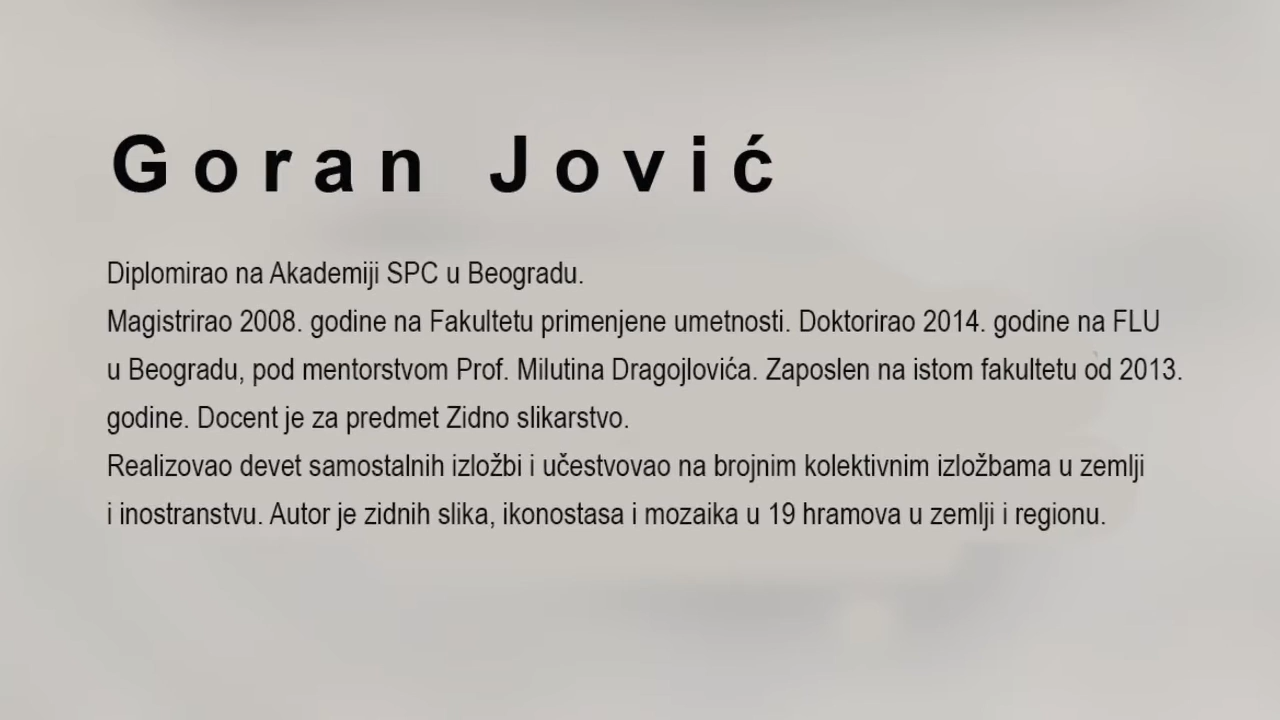 Goran Jović
Diplomirao na Akademiji SPC u Beogradu.
Magistrirao 2008. godine na Fakultetu primenjene umetnosti. Doktorirao 2014. godine na FLU
u Beogradu, pod mentorstvom Prof. Milutina Dragojlovića. Zaposlen na istom fakultetu od 2013.
godine. Docent je za predmet Zidno slikarstvo.
Realizovao devet samostalnih izložbi i učestvovao na brojnim kolektivnim izložbama u zemlji
i inostranstvu. Autor je zidnih slika, ikonostasa i mozaika u 19 hramova u zemlji i regionu.